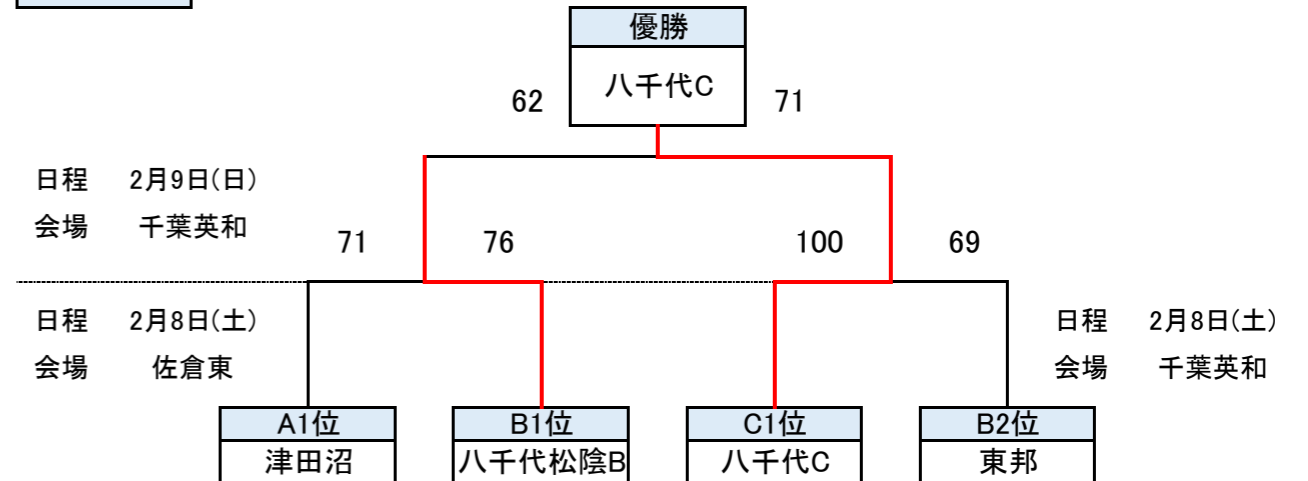 優勝
八千代C
62 71
日程 2月9日(日)
会場 千葉英和
71 76 100 69
日程 2月8日(土) 日程 2月8日(土)
会場 佐倉東 会場 千葉英和
A1位 B1位 C1位 B2位
津田沼 八千代松陰B 八千代C 東邦